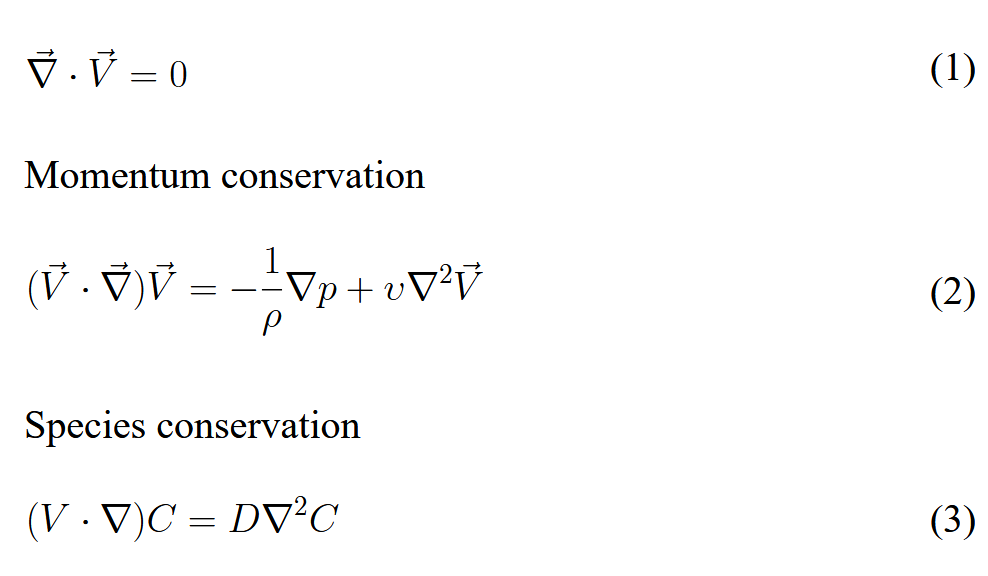 $\vec{\nabla} \cdot \vec{V} = 0$ (1)
Momentum conservation
$(\vec{V} \cdot \vec{\nabla})\vec{V} = -\frac{1}{\rho}\nabla p + \upsilon\nabla^2\vec{V}$ (2)
Species conservation
$(V \cdot \nabla)C = D\nabla^2 C$ (3)